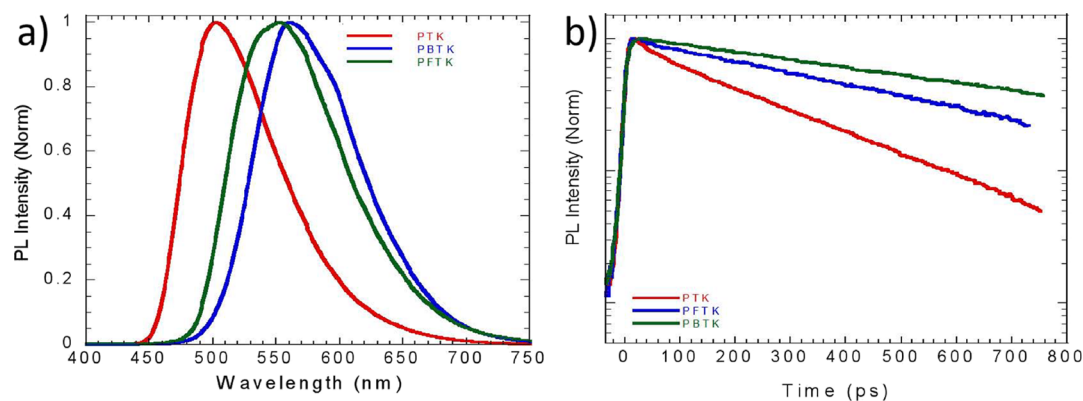 a)
PTK
PBTK
PFTK
PL Intensity (Norm)
1
0.8
0.6
0.4
0.2
0
400 450 500 550 600 650 700 750
Wavelength (nm)
b)
PL Intensity (Norm)
PTK
PFTK
PBTK
0 100 200 300 400 500 600 700 800
Time (ps)